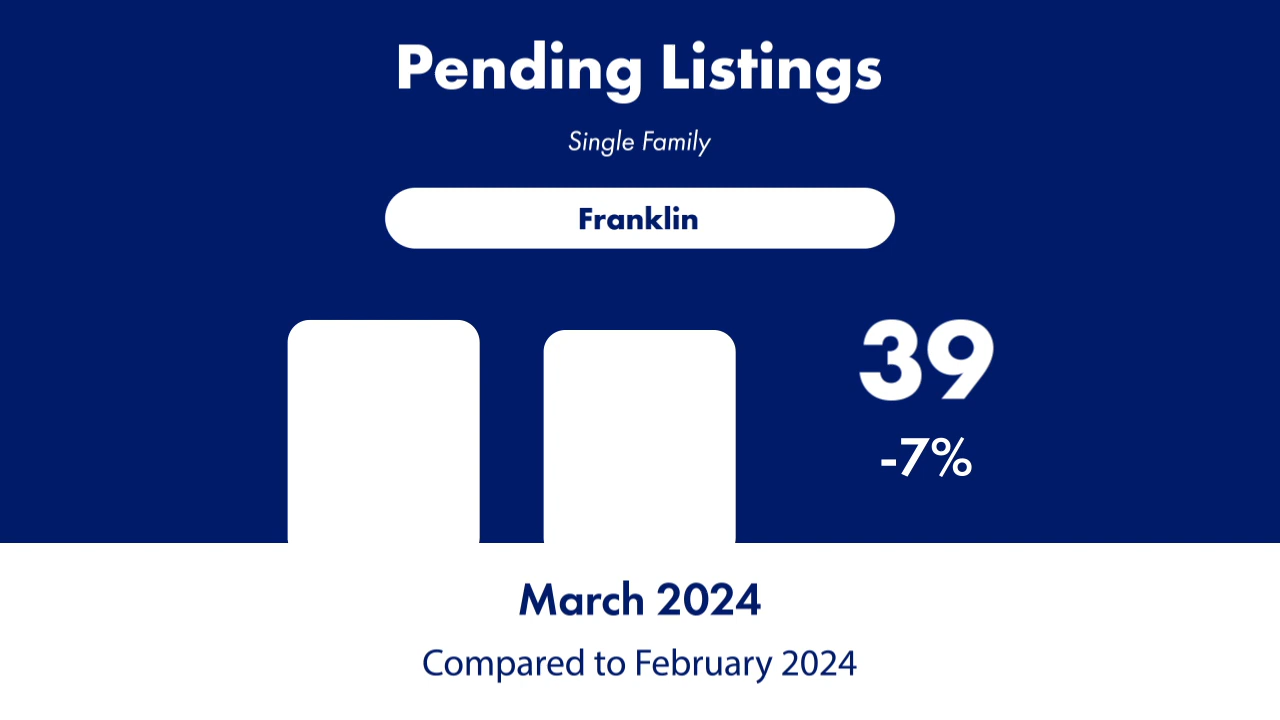 Pending Listings
Single Family
Franklin
39
-7%
March 2024
Compared to February 2024